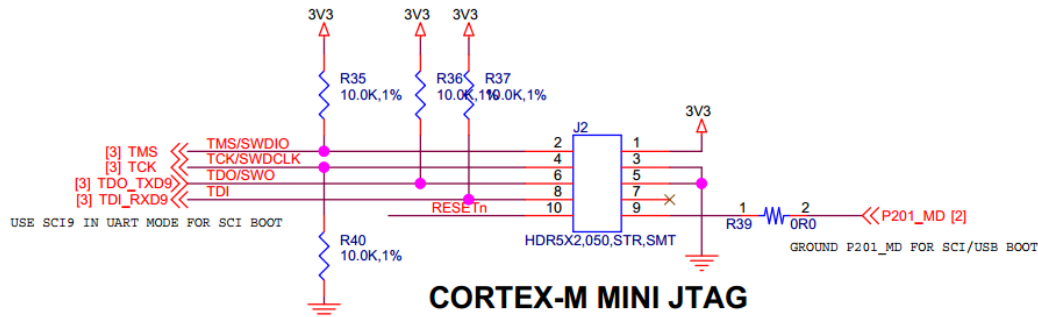 3V3 3V3 3V3
R35
10.0K,1%
R36
10.0K,1%
R37
10.0K,1%
3V3
J2
[3] TMS TMS/SWDIO 2 1
[3] TCK TCK/SWDCLK 4 3
[3] TDO_TXD9 TDO/SWO 6 5
[3] TDI_RXD9 TDI 8 7
RESETn 10 9
1 2
R39 0R0
P201_MD [2]
USE SCI9 IN UART MODE FOR SCI BOOT
R40
10.0K,1%
HDR5X2,050,STR,SMT
GROUND P201_MD FOR SCI/USB BOOT
CORTEX-M MINI JTAG